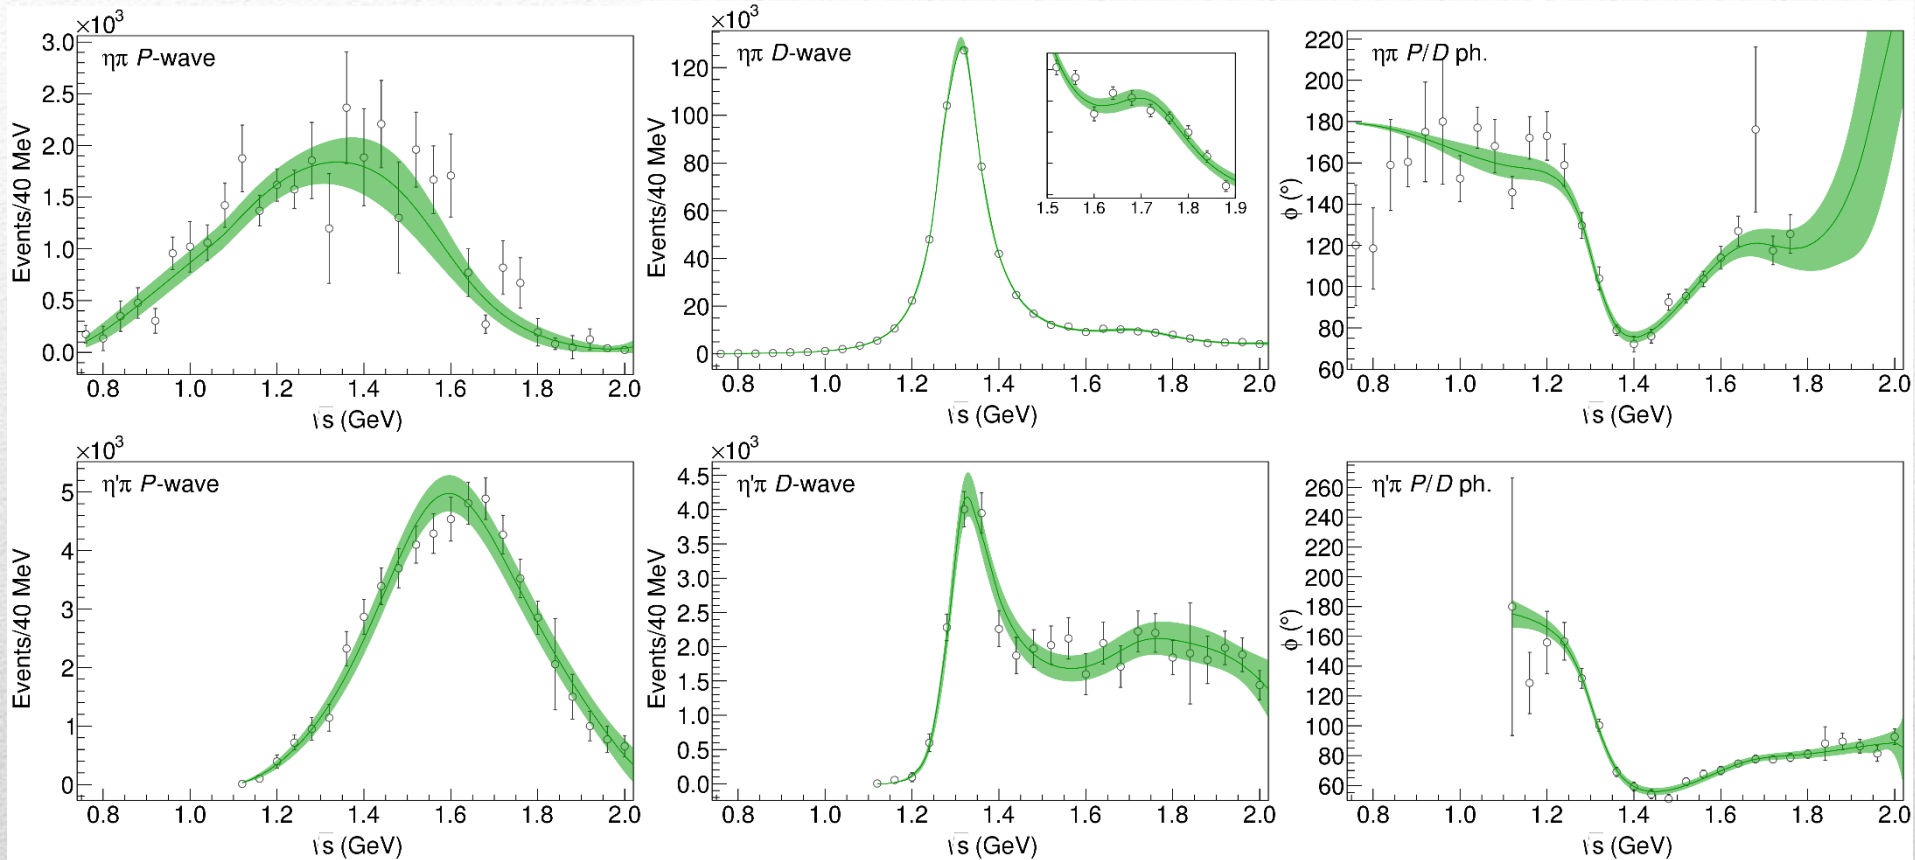 ×10³
ηπ P-wave
3.0
2.5
2.0
1.5
1.0
0.5
0.0
Events/40 MeV
0.8 1.0 1.2 1.4 1.6 1.8 2.0
√s (GeV)
×10³
ηπ D-wave
120
100
80
60
40
20
0
Events/40 MeV
1.5 1.6 1.7 1.8 1.9
0.8 1.0 1.2 1.4 1.6 1.8 2.0
√s (GeV)
ηπ P/D ph.
220
200
180
160
140
120
100
80
60
ϕ (°)
0.8 1.0 1.2 1.4 1.6 1.8 2.0
√s (GeV)
×10³
η'π P-wave
5
4
3
2
1
0
Events/40 MeV
0.8 1.0 1.2 1.4 1.6 1.8 2.0
√s (GeV)
×10³
η'π D-wave
4.5
4.0
3.5
3.0
2.5
2.0
1.5
1.0
0.5
0.0
Events/40 MeV
0.8 1.0 1.2 1.4 1.6 1.8 2.0
√s (GeV)
η'π P/D ph.
260
240
220
200
180
160
140
120
100
80
60
ϕ (°)
0.8 1.0 1.2 1.4 1.6 1.8 2.0
√s (GeV)